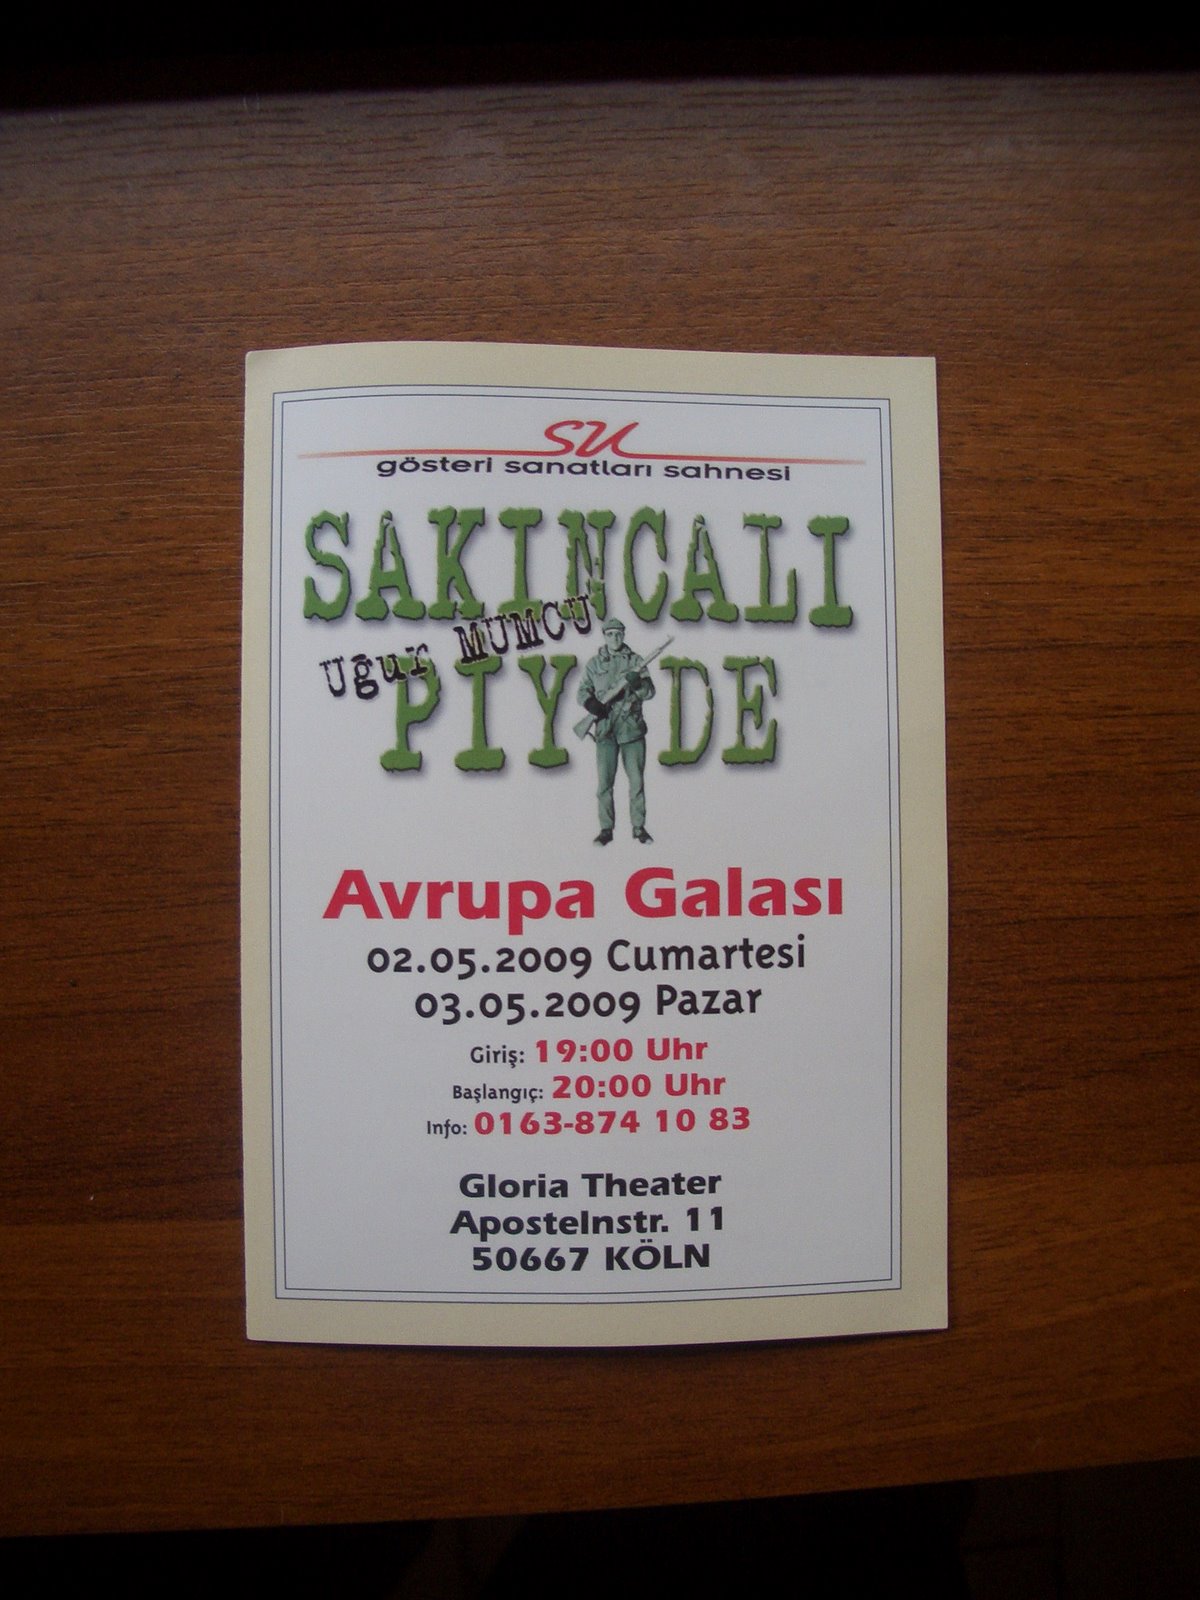 su
gösteri sanatları sahnesi
SAKINCALI
Uğur MUMCU
PIYADE
Avrupa Galası
02.05.2009 Cumartesi
03.05.2009 Pazar
Giriş: 19:00 Uhr
Başlangıç: 20:00 Uhr
Info: 0163-874 10 83
Gloria Theater
Apostelnstr. 11
50667 KÖLN